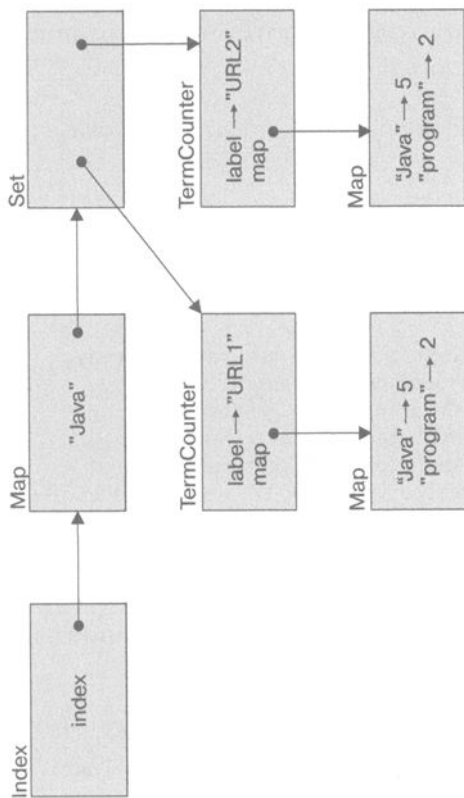 Index
index
Map
"Java"
Set
TermCounter
label → "URL1"
map
TermCounter
label → "URL2"
map
Map
“Java” → 5
"program" → 2
Map
“Java” → 5
"program" → 2